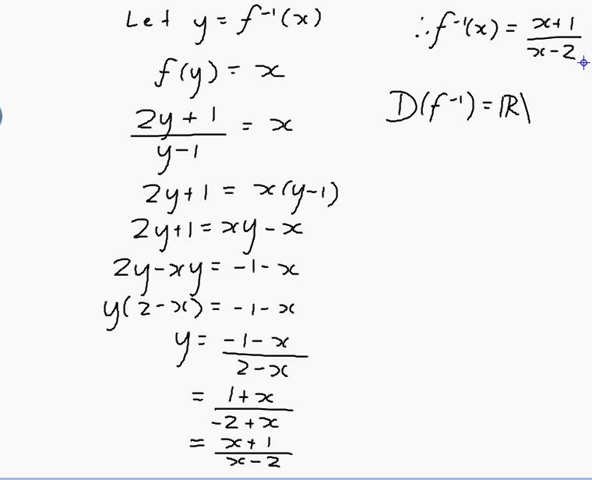 Let y = f⁻¹(x)
f(y) = x
(2y + 1)/(y - 1) = x
2y + 1 = x(y - 1)
2y + 1 = xy - x
2y - xy = -1 - x
y(2 - x) = -1 - x
y = (-1 - x)/(2 - x)
= (1 + x)/(-2 + x)
= (x + 1)/(x - 2)
∴ f⁻¹(x) = (x + 1)/(x - 2)
D(f⁻¹) = ℝ\